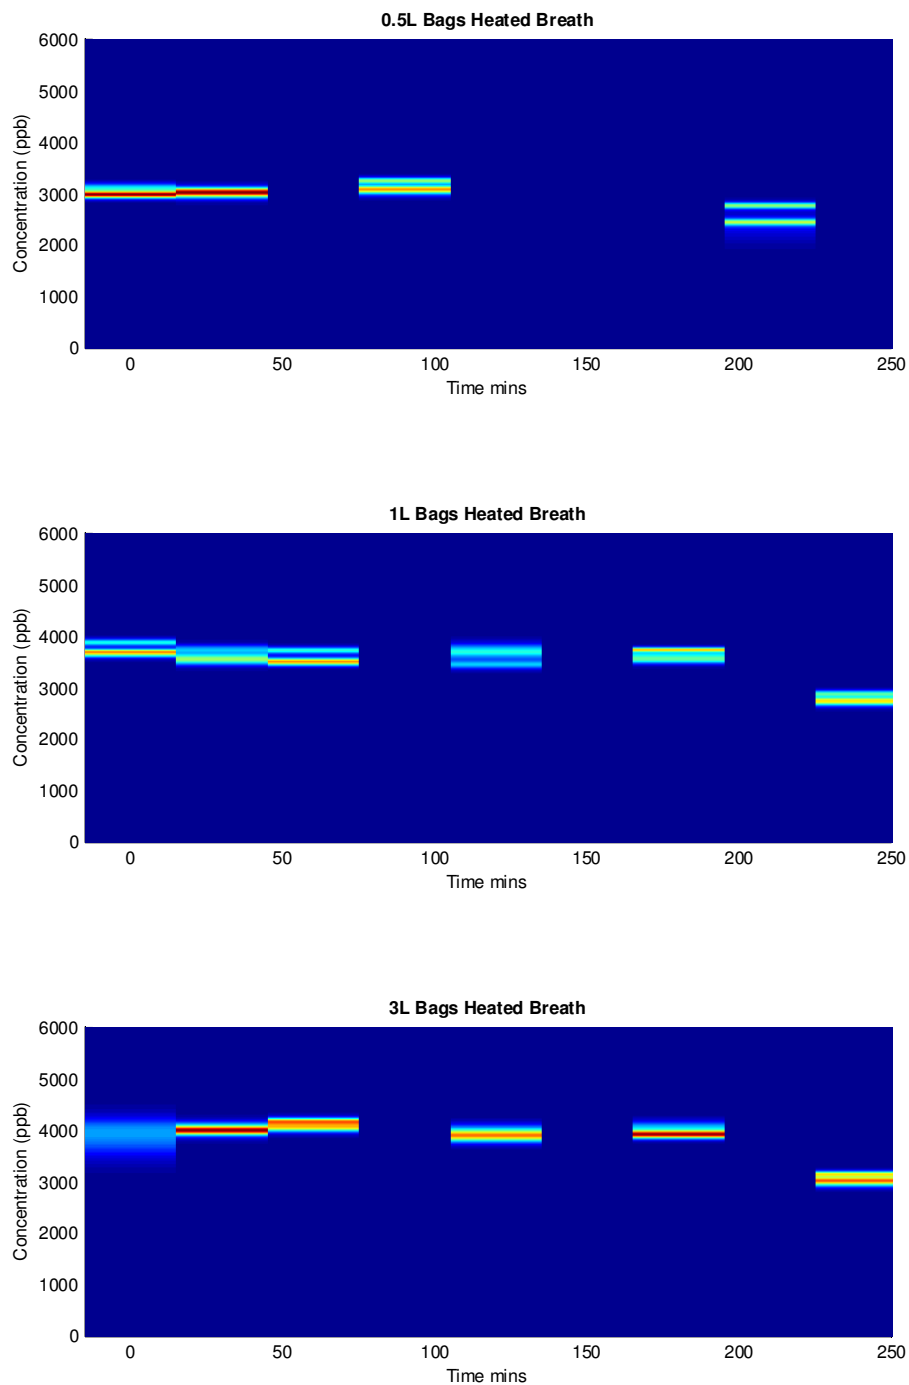 0.5L Bags Heated Breath
6000
5000
4000
3000
2000
1000
0
Concentration (ppb)
0 50 100 150 200 250
Time mins
1L Bags Heated Breath
6000
5000
4000
3000
2000
1000
0
Concentration (ppb)
0 50 100 150 200 250
Time mins
3L Bags Heated Breath
6000
5000
4000
3000
2000
1000
0
Concentration (ppb)
0 50 100 150 200 250
Time mins